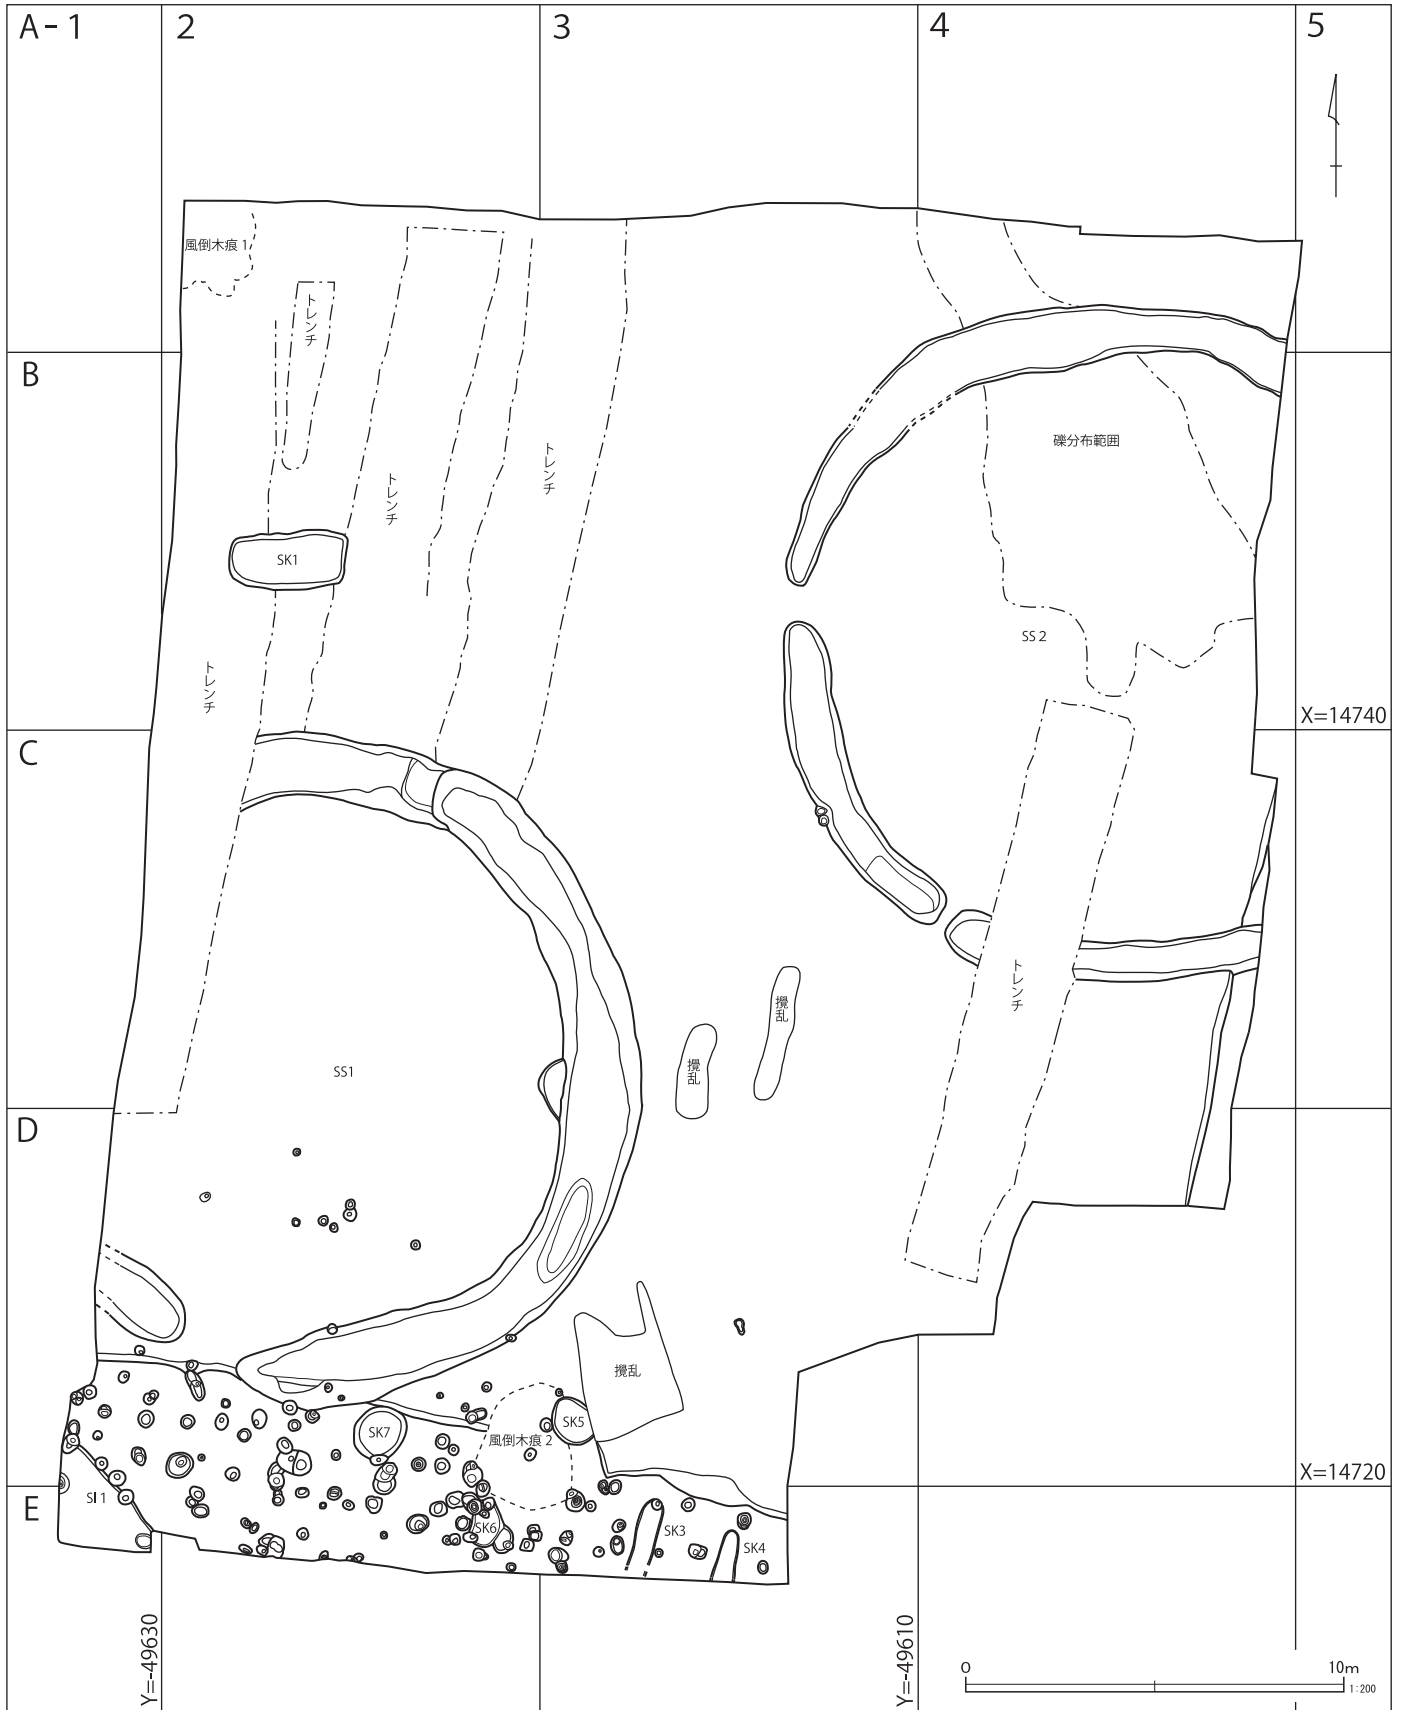 A-1
2
3
4
5
風倒木痕 1
トレンチ
B
礫分布範囲
トレンチ
トレンチ
SK1
SS 2
トレンチ
X=14740
C
トレンチ
攪乱
攪乱
SS1
D
攪乱
SK5
SK7
風倒木痕 2
X=14720
SI 1
E
SK6
SK3
SK4
Y=-49630
Y=-49610
0
10m
1:200